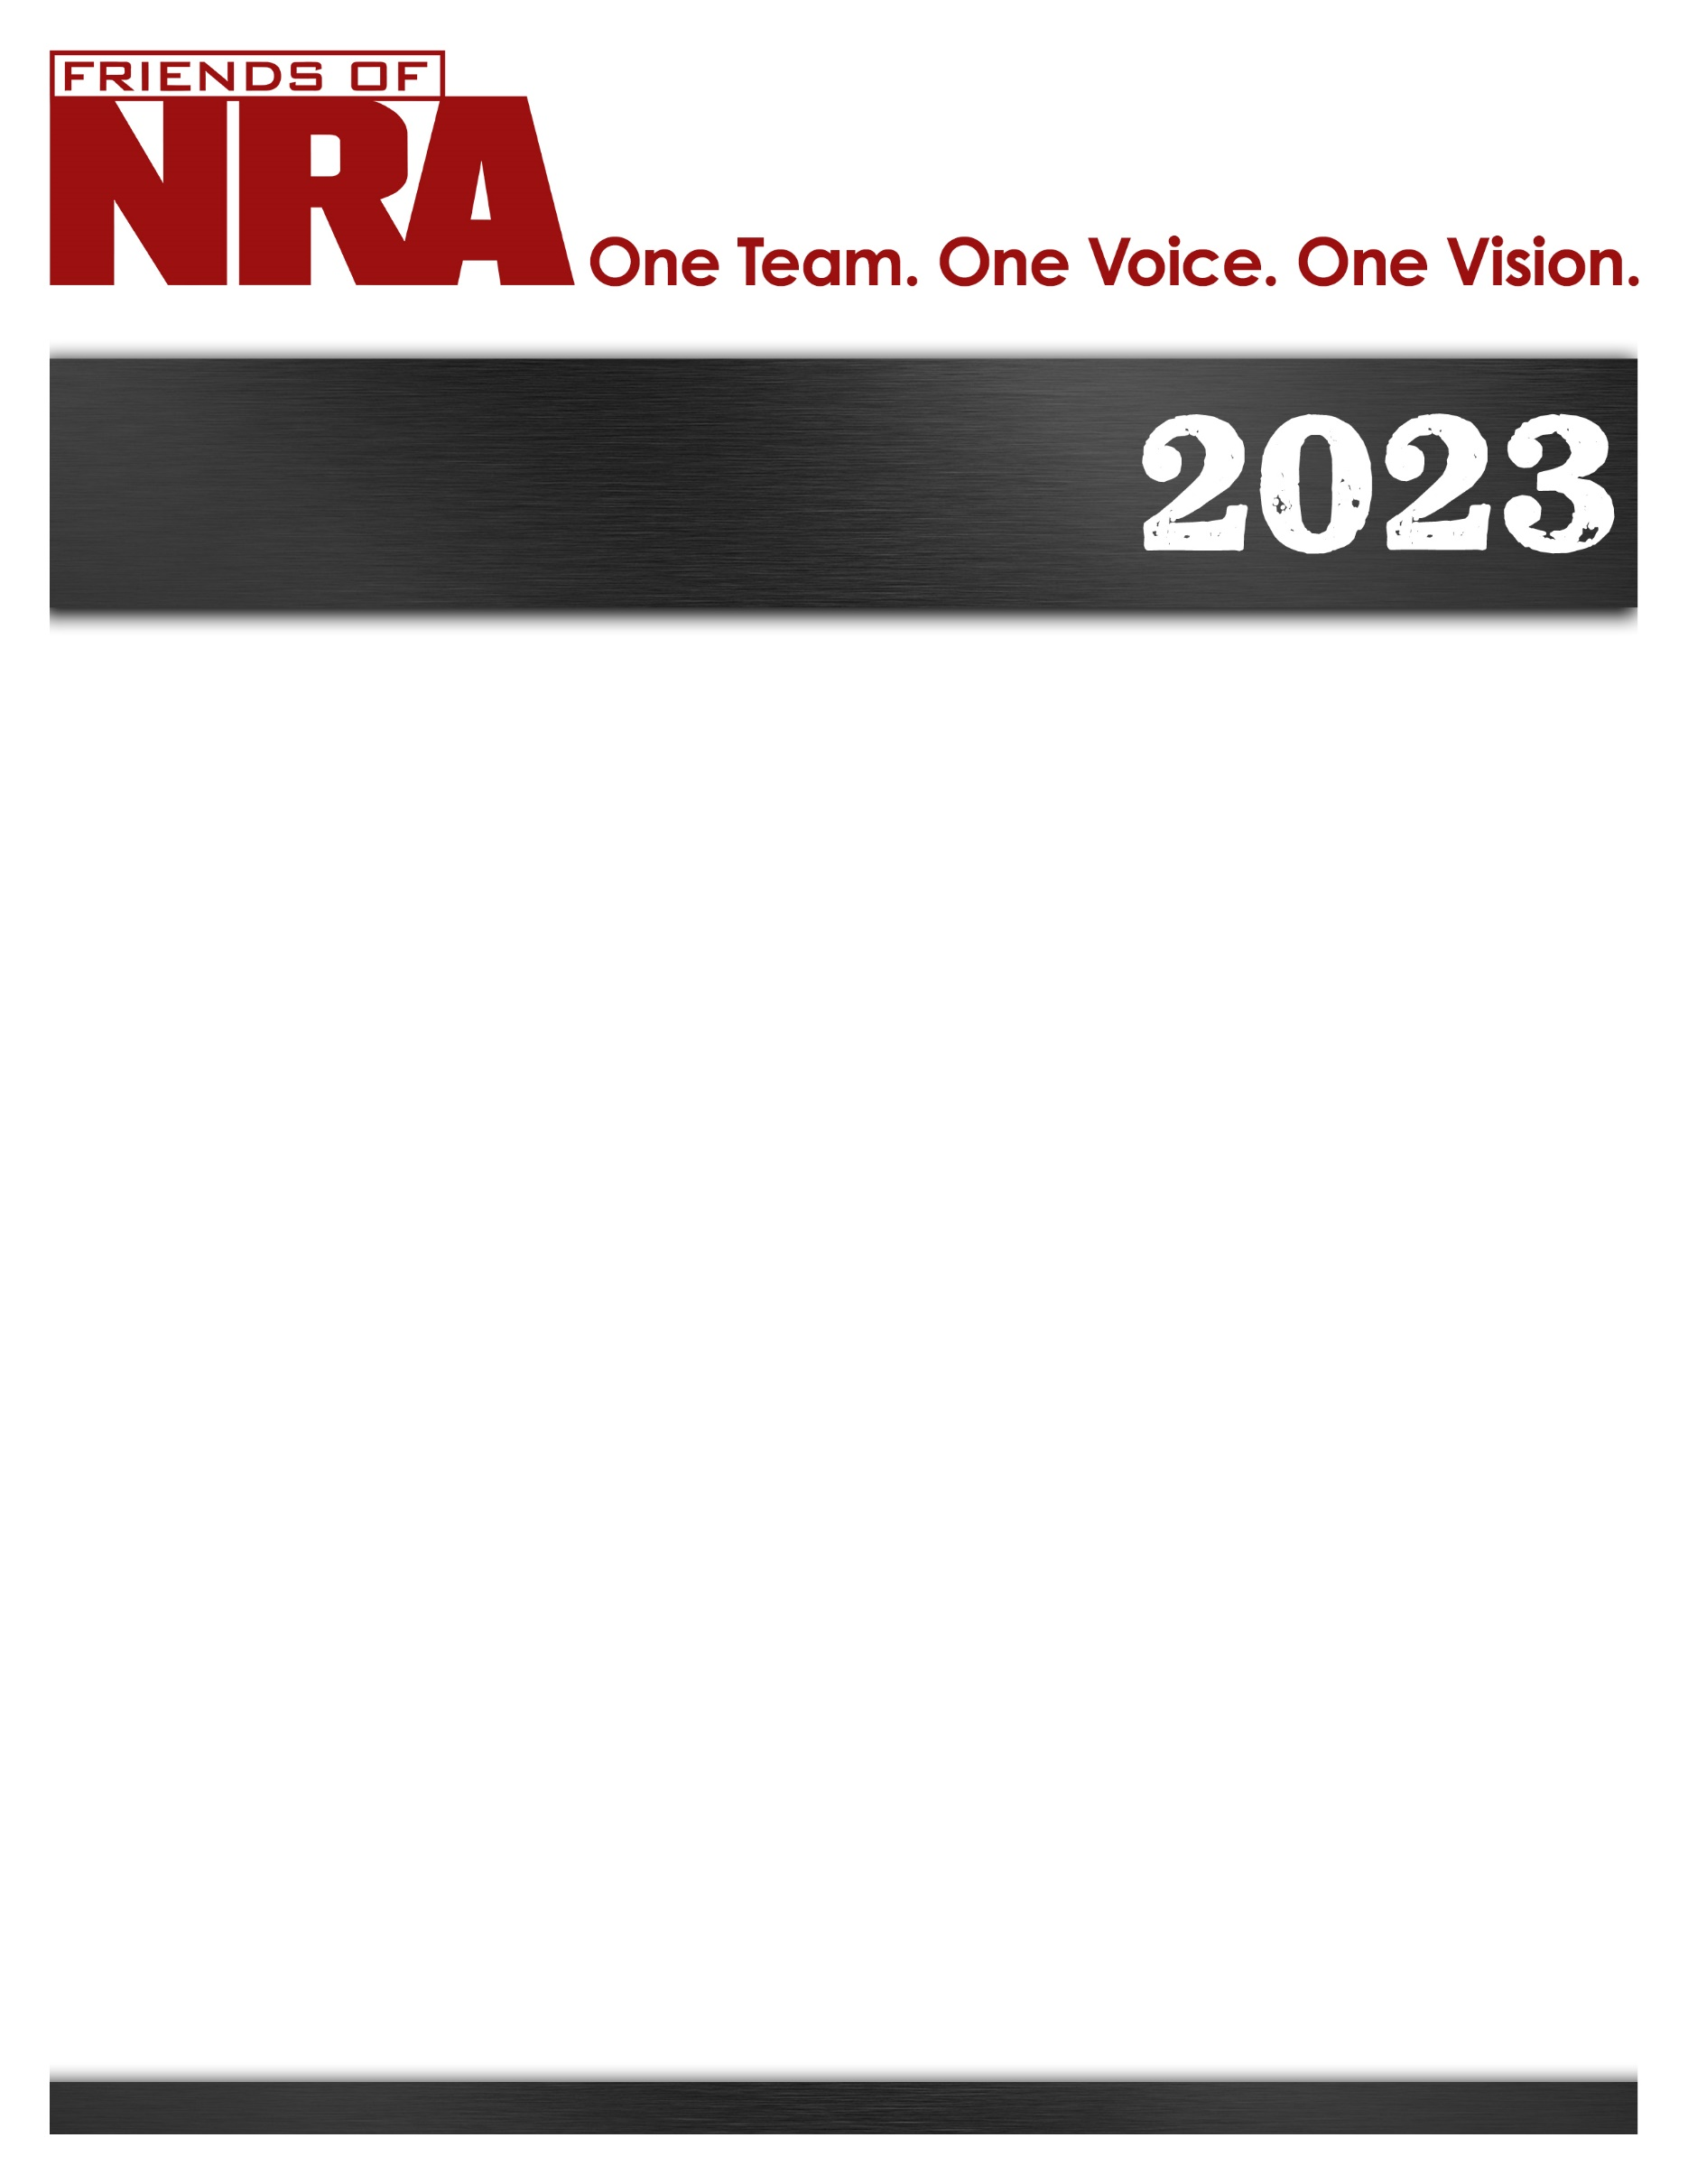 FRIENDS OF
NRA One Team. One Voice. One Vision.
2023